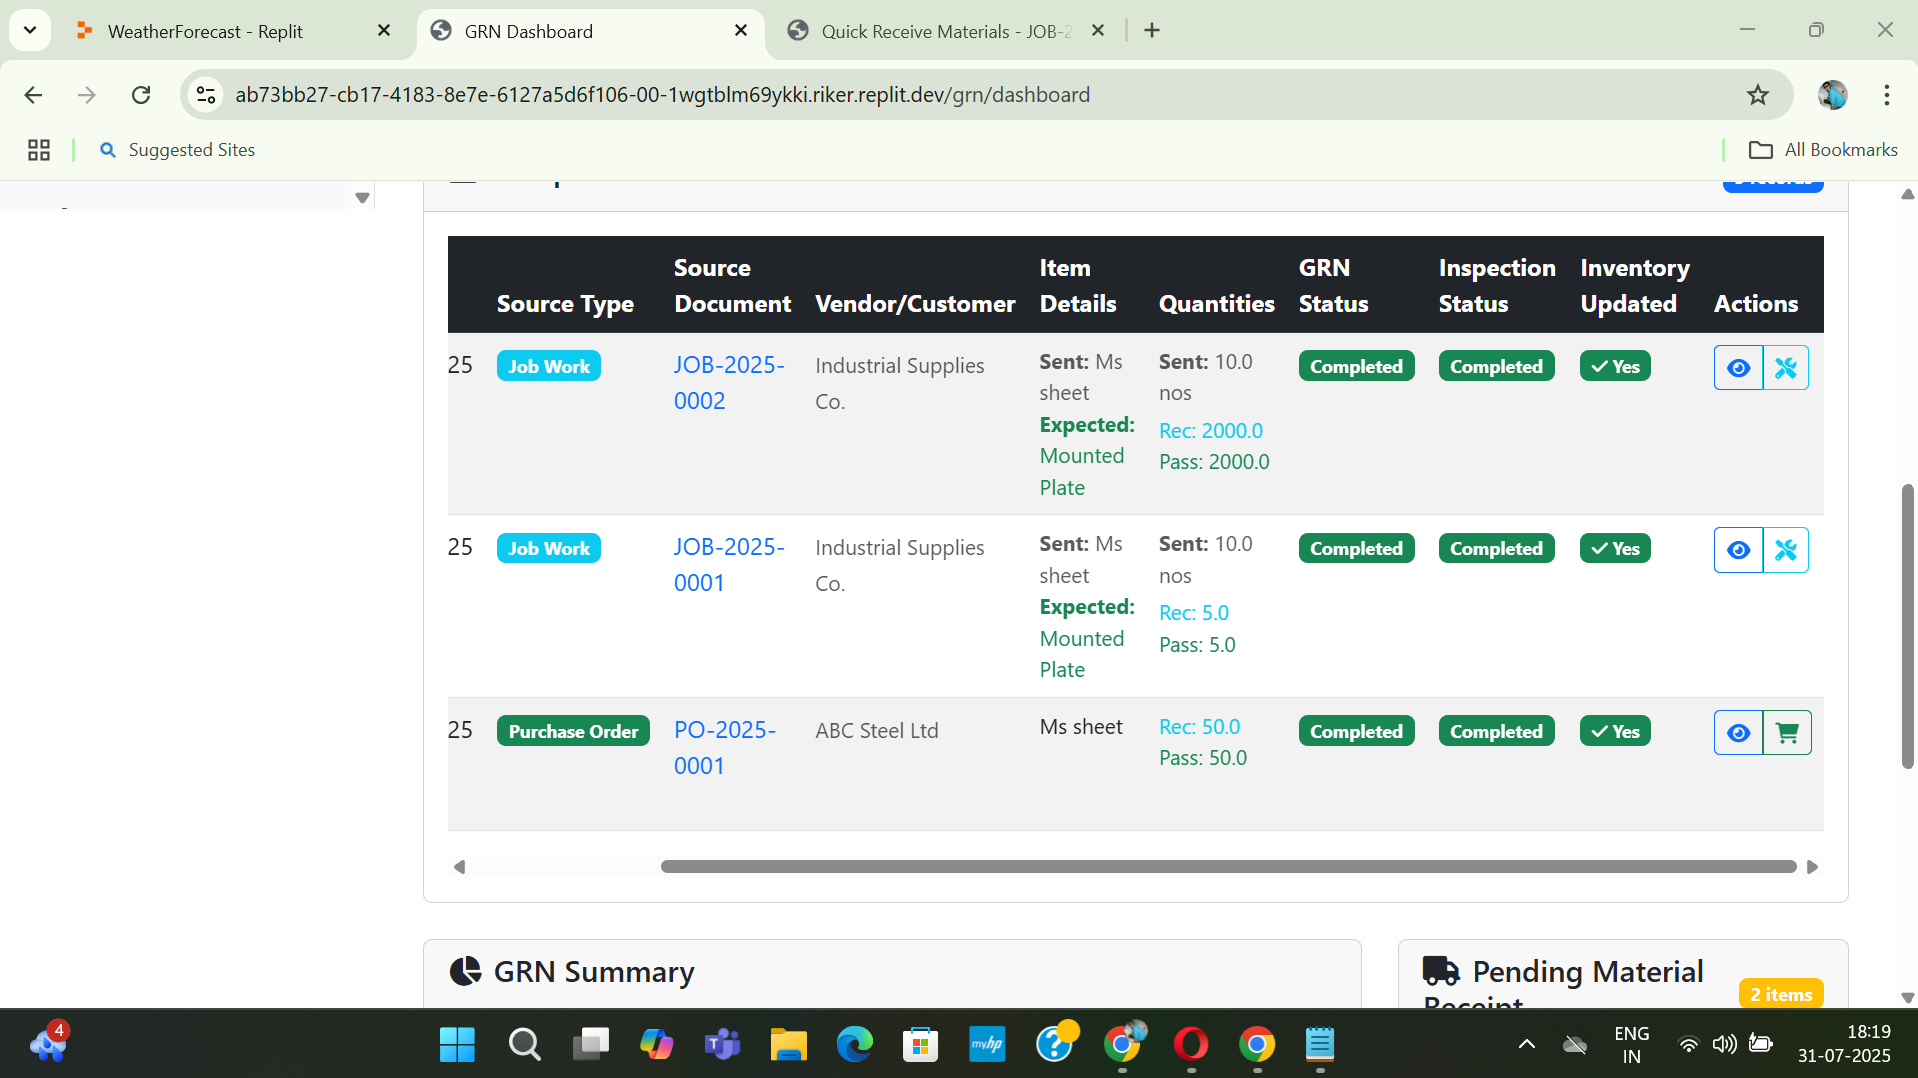 WeatherForecast - Replit
GRN Dashboard
Quick Receive Materials - JOB-2
ab73bb27-cb17-4183-8e7e-6127a5d6f106-00-1wgtblm69ykki.riker.replit.dev/grn/dashboard
Suggested Sites
All Bookmarks
Source Type
Source
Document
Vendor/Customer
Item
Details
Quantities
GRN
Status
Inspection
Status
Inventory
Updated
Actions
25
Job Work
JOB-2025-
0002
Industrial Supplies
Co.
Sent: Ms
sheet
Expected:
Mounted
Plate
Sent: 10.0
nos
Rec: 2000.0
Pass: 2000.0
Completed
Completed
Yes
25
Job Work
JOB-2025-
0001
Industrial Supplies
Co.
Sent: Ms
sheet
Expected:
Mounted
Plate
Sent: 10.0
nos
Rec: 5.0
Pass: 5.0
Completed
Completed
Yes
25
Purchase Order
PO-2025-
0001
ABC Steel Ltd
Ms sheet
Rec: 50.0
Pass: 50.0
Completed
Completed
Yes
GRN Summary
Pending Material
Receipt
2 items
4
myhp
ENG
IN
18:19
31-07-2025